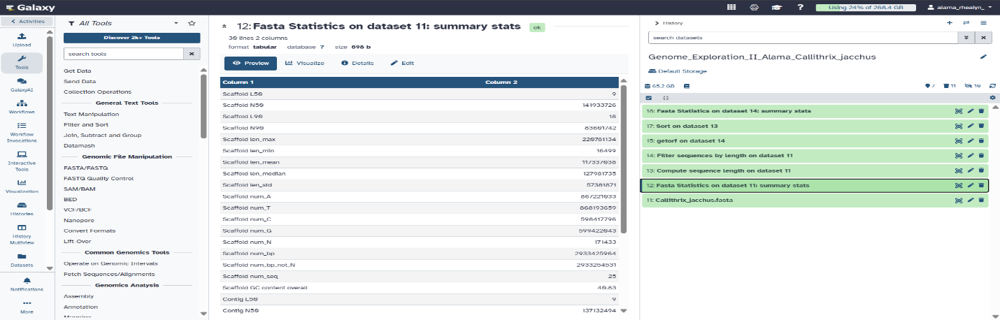 Galaxy
Using 24% of 268.4 GB
alama_rhealyn_
Activities
Upload
Tools
GalaxyAI
Workflows
Workflow
Invocations
Interactive
Tools
Visualization
Histories
History
Multiview
Datasets
Notifications
More
All Tools
Discover 2k+ Tools
search tools
Get Data
Send Data
Collection Operations
General Text Tools
Text Manipulation
Filter and Sort
Join, Subtract and Group
Datamash
Genomic File Manipulation
FASTA/FASTQ
FASTQ Quality Control
SAM/BAM
BED
VCF/BCF
Nanopore
Convert Formats
Lift-Over
Common Genomics Tools
Operate on Genomic Intervals
Fetch Sequences/Alignments
Genomics Analysis
Assembly
Annotation
Mapping
12: Fasta Statistics on dataset 11: summary stats ok
30 lines 2 columns
format tabular database ? size 698 b
Preview Visualize Details Edit
Column 1 Column 2
Scaffold L50 9
Scaffold N50 141933726
Scaffold L90 18
Scaffold N90 83601742
Scaffold len_max 220781134
Scaffold len_min 16499
Scaffold len_mean 117337038
Scaffold len_median 127981735
Scaffold len_std 57381871
Scaffold num_A 867221033
Scaffold num_T 868193659
Scaffold num_C 598417796
Scaffold num_G 599422043
Scaffold num_N 171433
Scaffold num_bp 2933425964
Scaffold num_bp_not_N 2933254531
Scaffold num_seq 25
Scaffold GC content overall 40.83
Contig L50 9
Contig N50 137132494
History
search datasets
Genome_Exploration_II_Alama_Callithrix_jacchus
Default Storage
65.2 GB 7 11 10
18: Fasta Statistics on dataset 14: summary stats
17: Sort on dataset 13
15: getorf on dataset 14
14: Filter sequences by length on dataset 11
13: Compute sequence length on dataset 11
12: Fasta Statistics on dataset 11: summary stats
11: Callithrix_jacchus.fasta